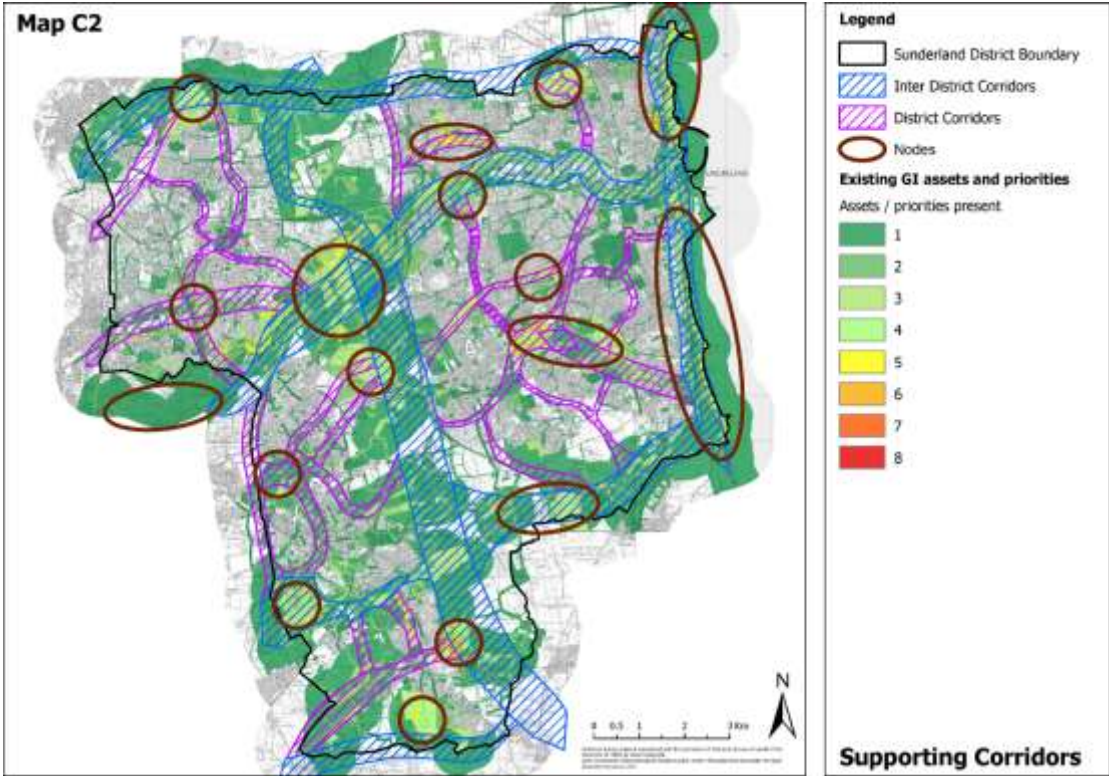 Map C2
N
0 0.5 1 2 3 Km
Legend
Sunderland District Boundary
Inter District Corridors
District Corridors
Nodes
Existing GI assets and priorities
Assets / priorities present
1
2
3
4
5
6
7
8
Supporting Corridors